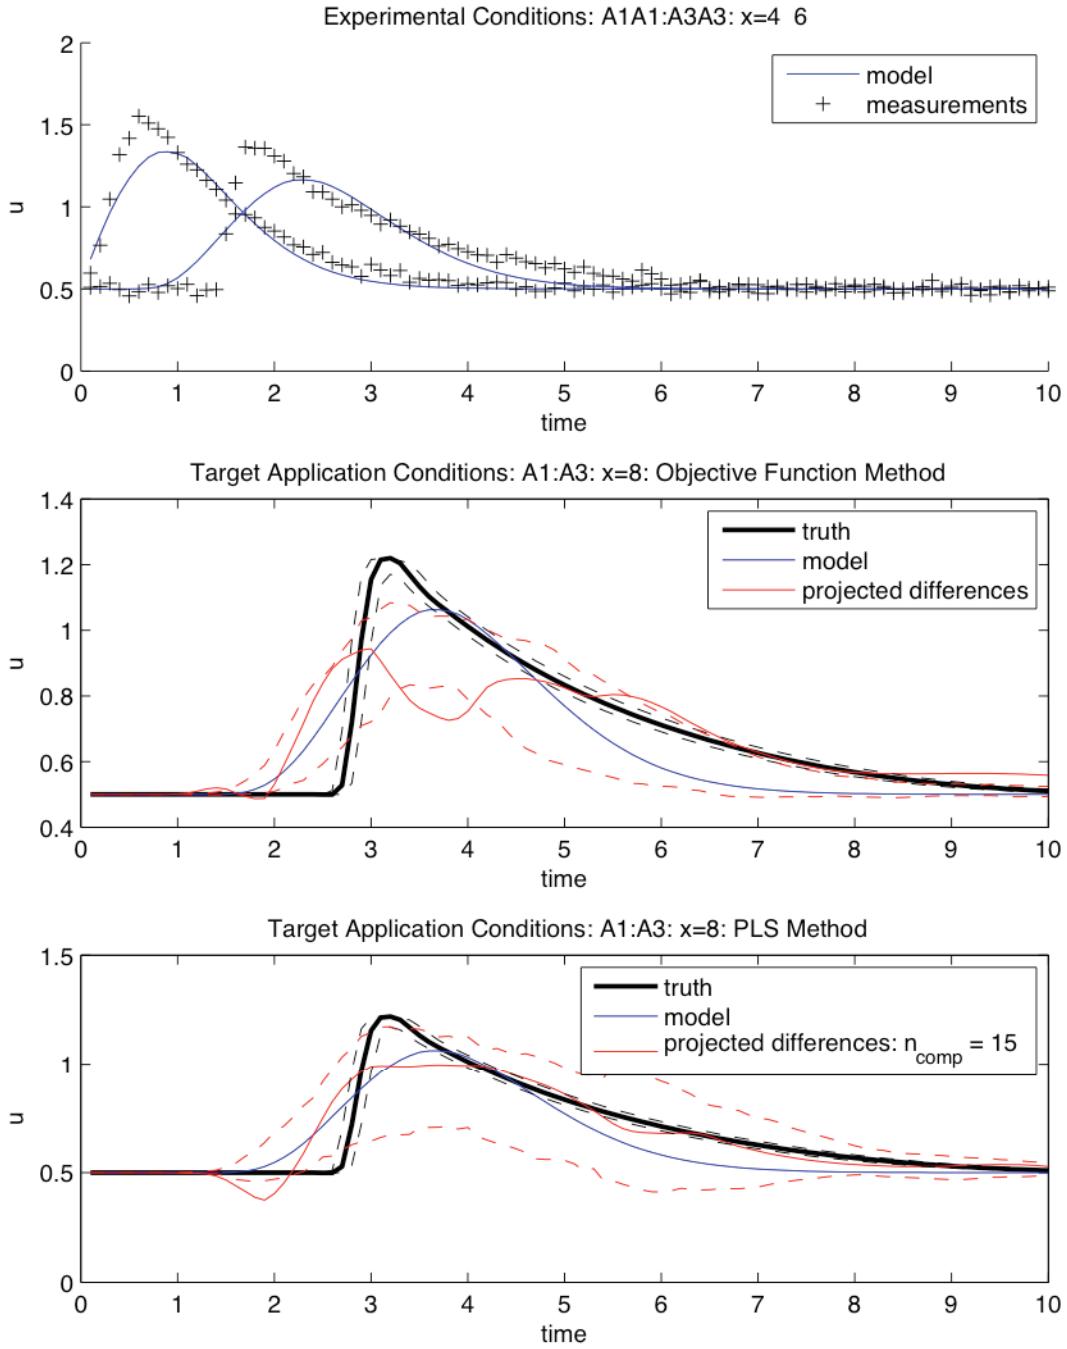 Experimental Conditions: A1A1:A3A3: x=4 6
2
1.5
1
0.5
0
u
model
measurements
0 1 2 3 4 5 6 7 8 9 10
time
Target Application Conditions: A1:A3: x=8: Objective Function Method
1.4
1.2
1
0.8
0.6
0.4
u
truth
model
projected differences
0 1 2 3 4 5 6 7 8 9 10
time
Target Application Conditions: A1:A3: x=8: PLS Method
1.5
1
0.5
0
u
truth
model
projected differences: n_comp = 15
0 1 2 3 4 5 6 7 8 9 10
time